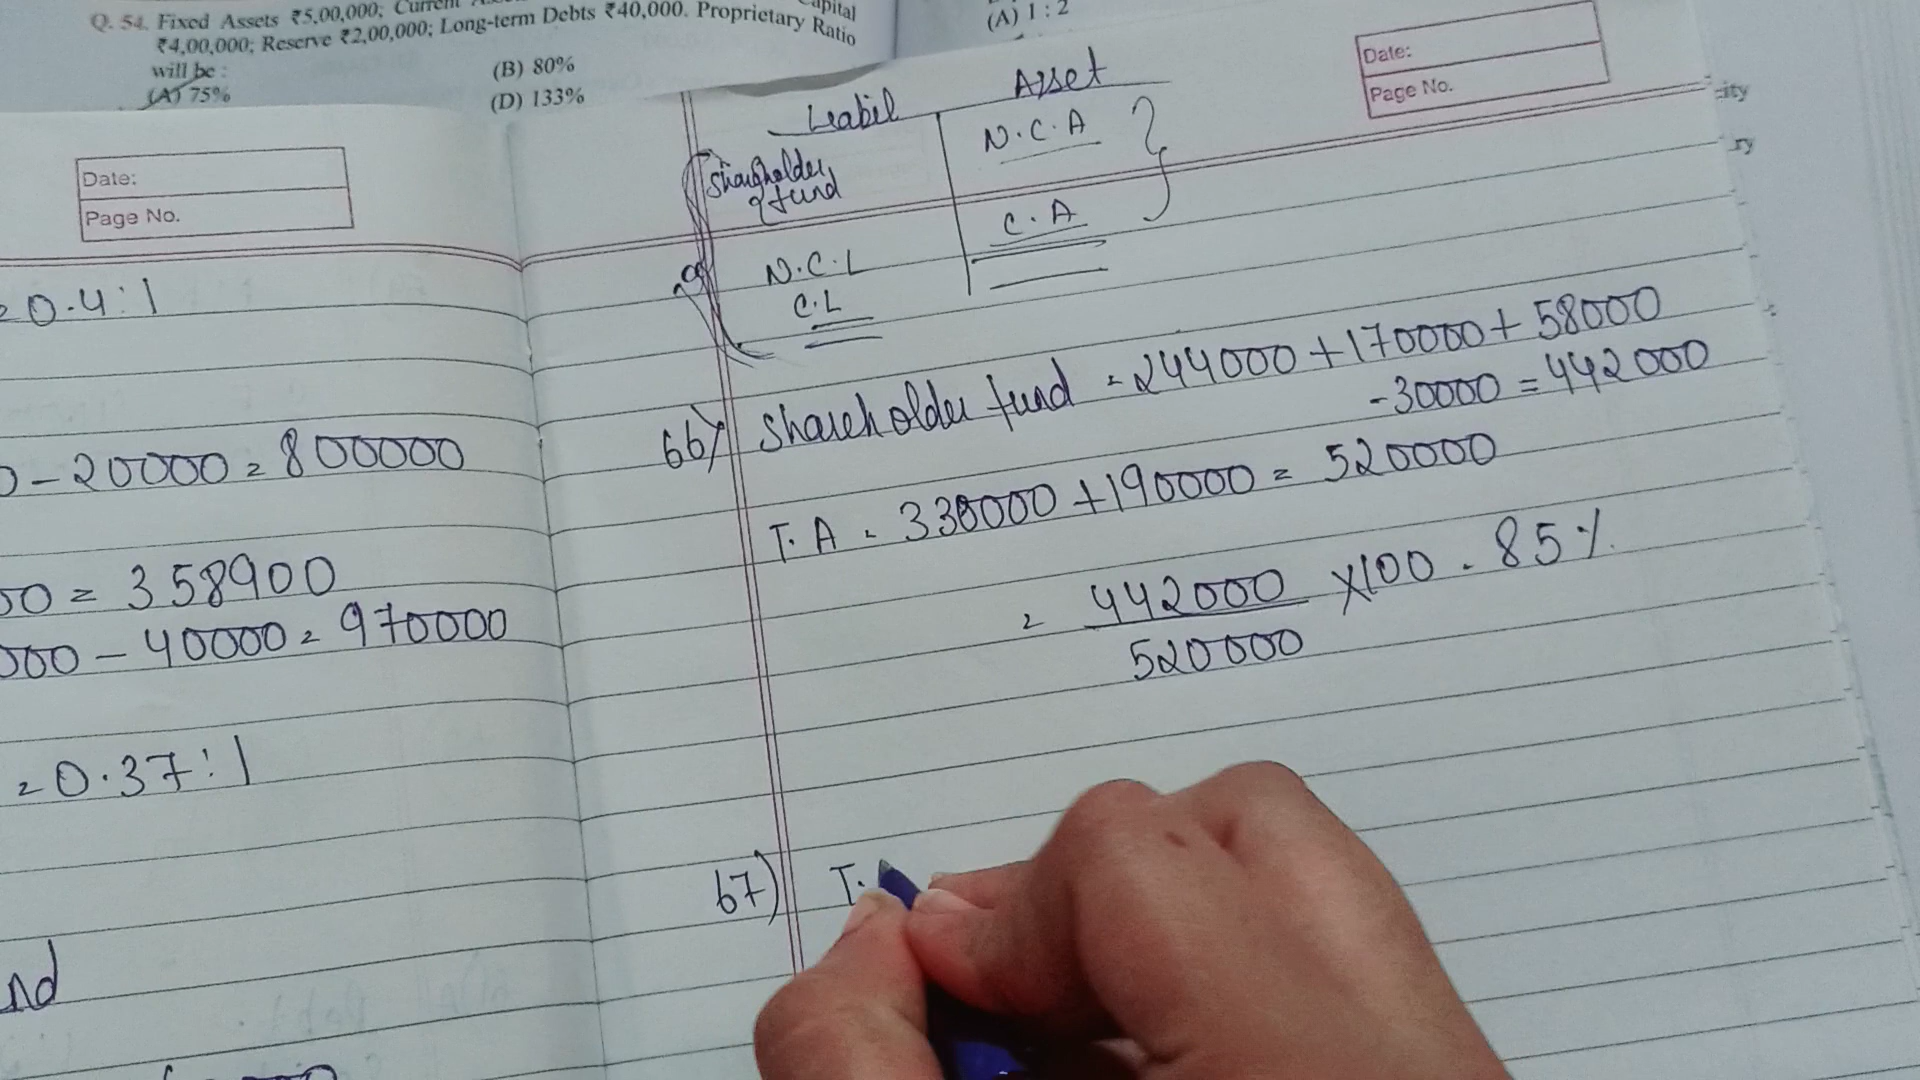 Q. 54. Fixed Assets ₹5,00,000; Current
₹4,00,000; Reserve ₹2,00,000; Long-term Debts ₹40,000. Proprietary Ratio
will be :
(A) 75%
(B) 80%
(D) 133%
(A) 1 : 2
Date:
Page No.
= 0.4:1
- 20000 = 800000
00 = 358900
000 - 40000 = 970000
= 0.37:1
nd
Date:
Page No.
Liabil Asset
Shareholder fund
N.C.A
C.A
N.C.L
C.L
66) Shareholder fund = 244000 + 170000 + 58000
- 30000 = 442000
T.A = 330000 + 190000 = 520000
= 442000 × 100 = 85%
520000
67) T.